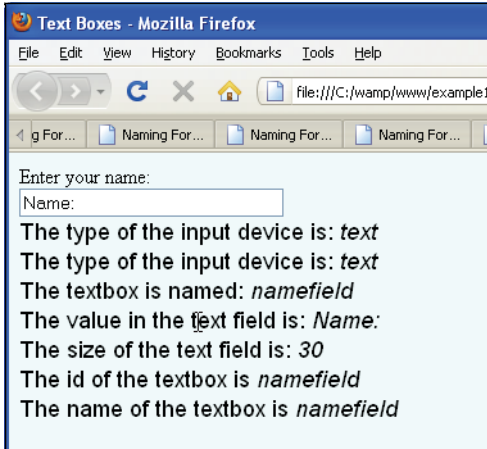 Text Boxes - Mozilla Firefox
File Edit View History Bookmarks Tools Help
file:///C:/wamp/www/example1
g For... Naming For... Naming For... Naming For...
Enter your name:
Name:
The type of the input device is: text
The type of the input device is: text
The textbox is named: namefield
The value in the text field is: Name:
The size of the text field is: 30
The id of the textbox is namefield
The name of the textbox is namefield